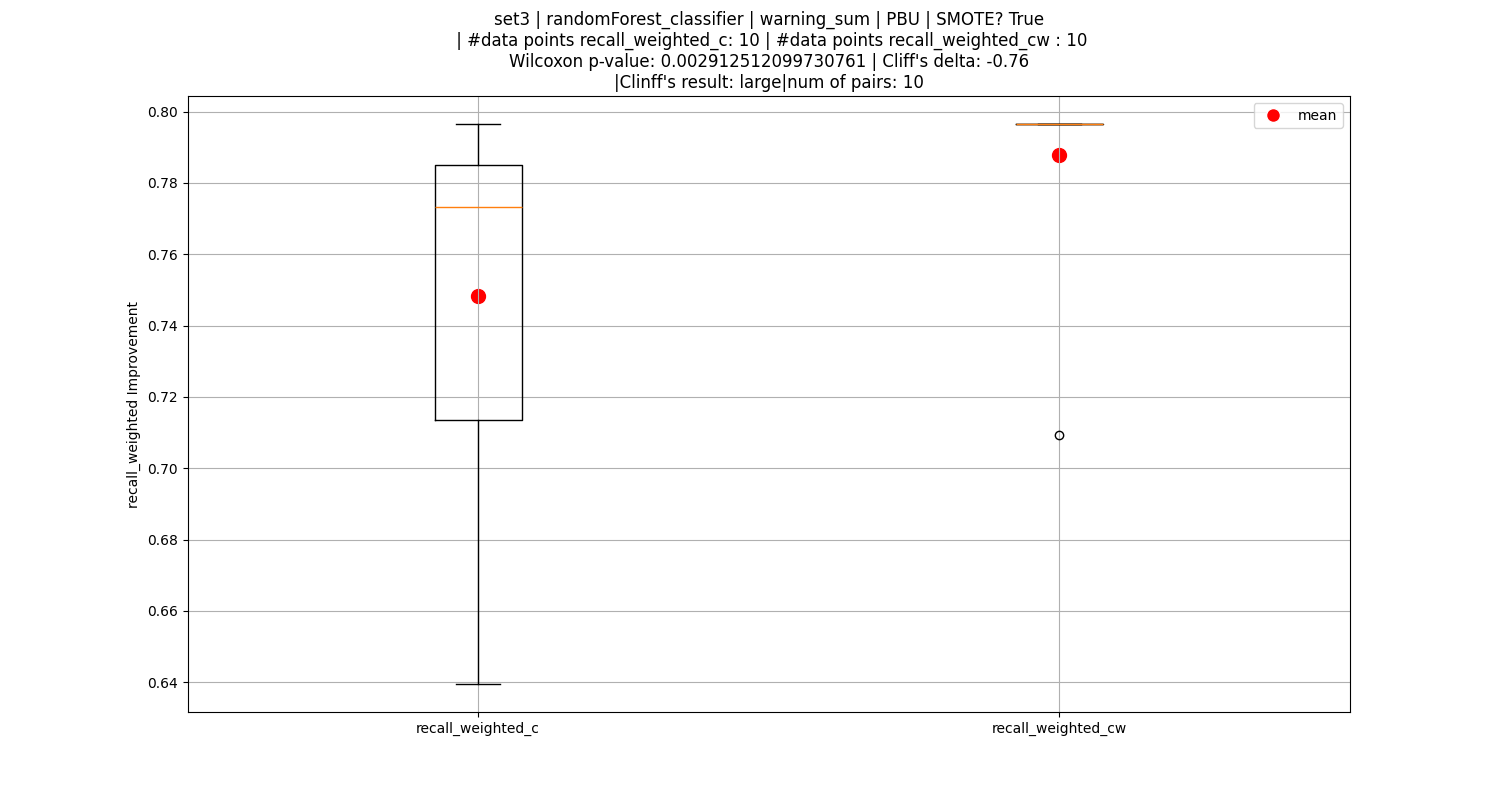 set3 | randomForest_classifier | warning_sum | PBU | SMOTE? True
| #data points recall_weighted_c: 10 | #data points recall_weighted_cw : 10
Wilcoxon p-value: 0.002912512099730761 | Cliff's delta: -0.76
|Clinff's result: large|num of pairs: 10
mean
recall_weighted Improvement
0.80
0.78
0.76
0.74
0.72
0.70
0.68
0.66
0.64
recall_weighted_c
recall_weighted_cw